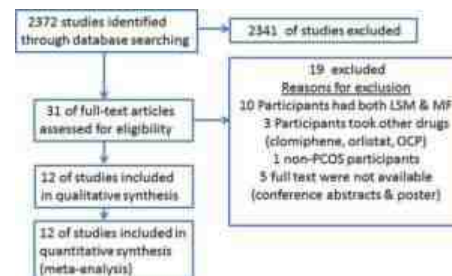 2372 studies identified
through database searching
2341 of studies excluded
31 of full-text articles
assessed for eligibility
19 excluded
Reasons for exclusion
10 Participants had both LSM & MF
3 Participants took other drugs
(clomiphene, orlistat, OCP)
1 non-PCOS participants
5 full text were not available
(conference abstracts & poster)
12 of studies included
in qualitative synthesis
12 of studies included in
quantitative synthesis
(meta-analysis)